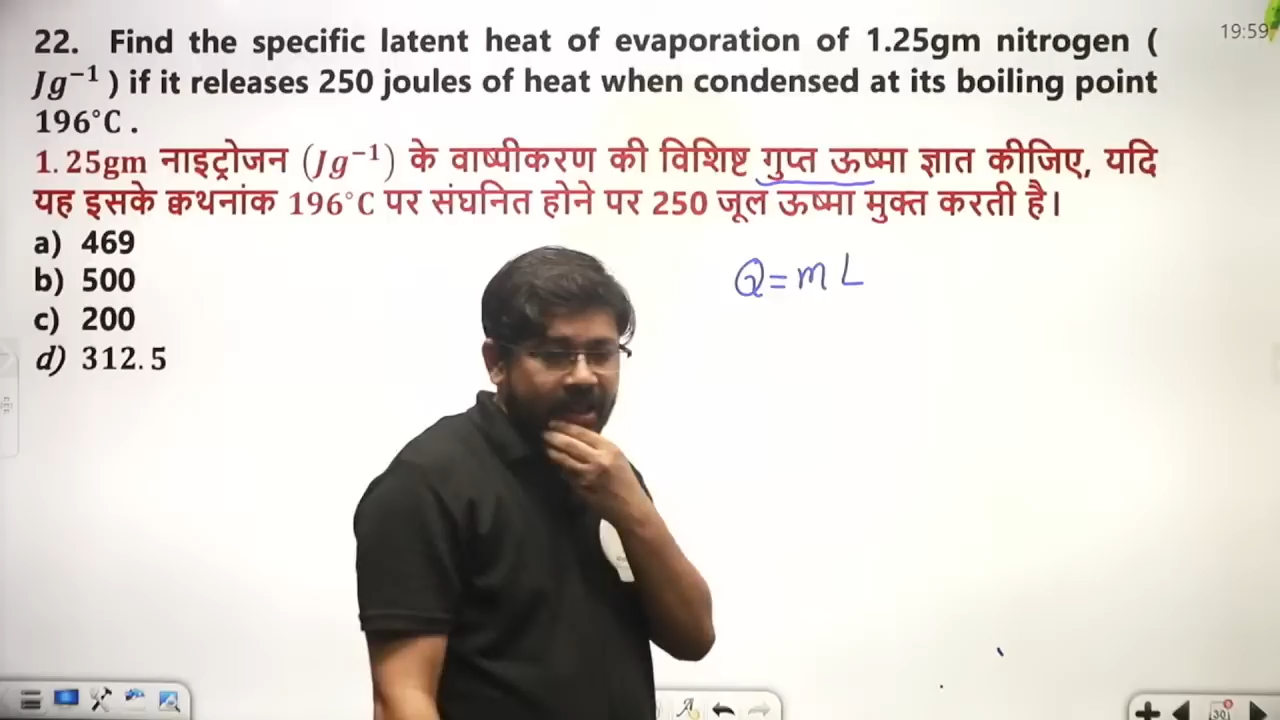 22. Find the specific latent heat of evaporation of 1.25gm nitrogen (
Jg⁻¹ ) if it releases 250 joules of heat when condensed at its boiling point
196°C .
1.25gm नाइट्रोजन (Jg⁻¹) के वाष्पीकरण की विशिष्ट गुप्त ऊष्मा ज्ञात कीजिए, यदि
यह इसके क्वथनांक 196°C पर संघनित होने पर 250 जूल ऊष्मा मुक्त करती है।
a) 469
b) 500
c) 200
d) 312.5
Q=mL
19:59